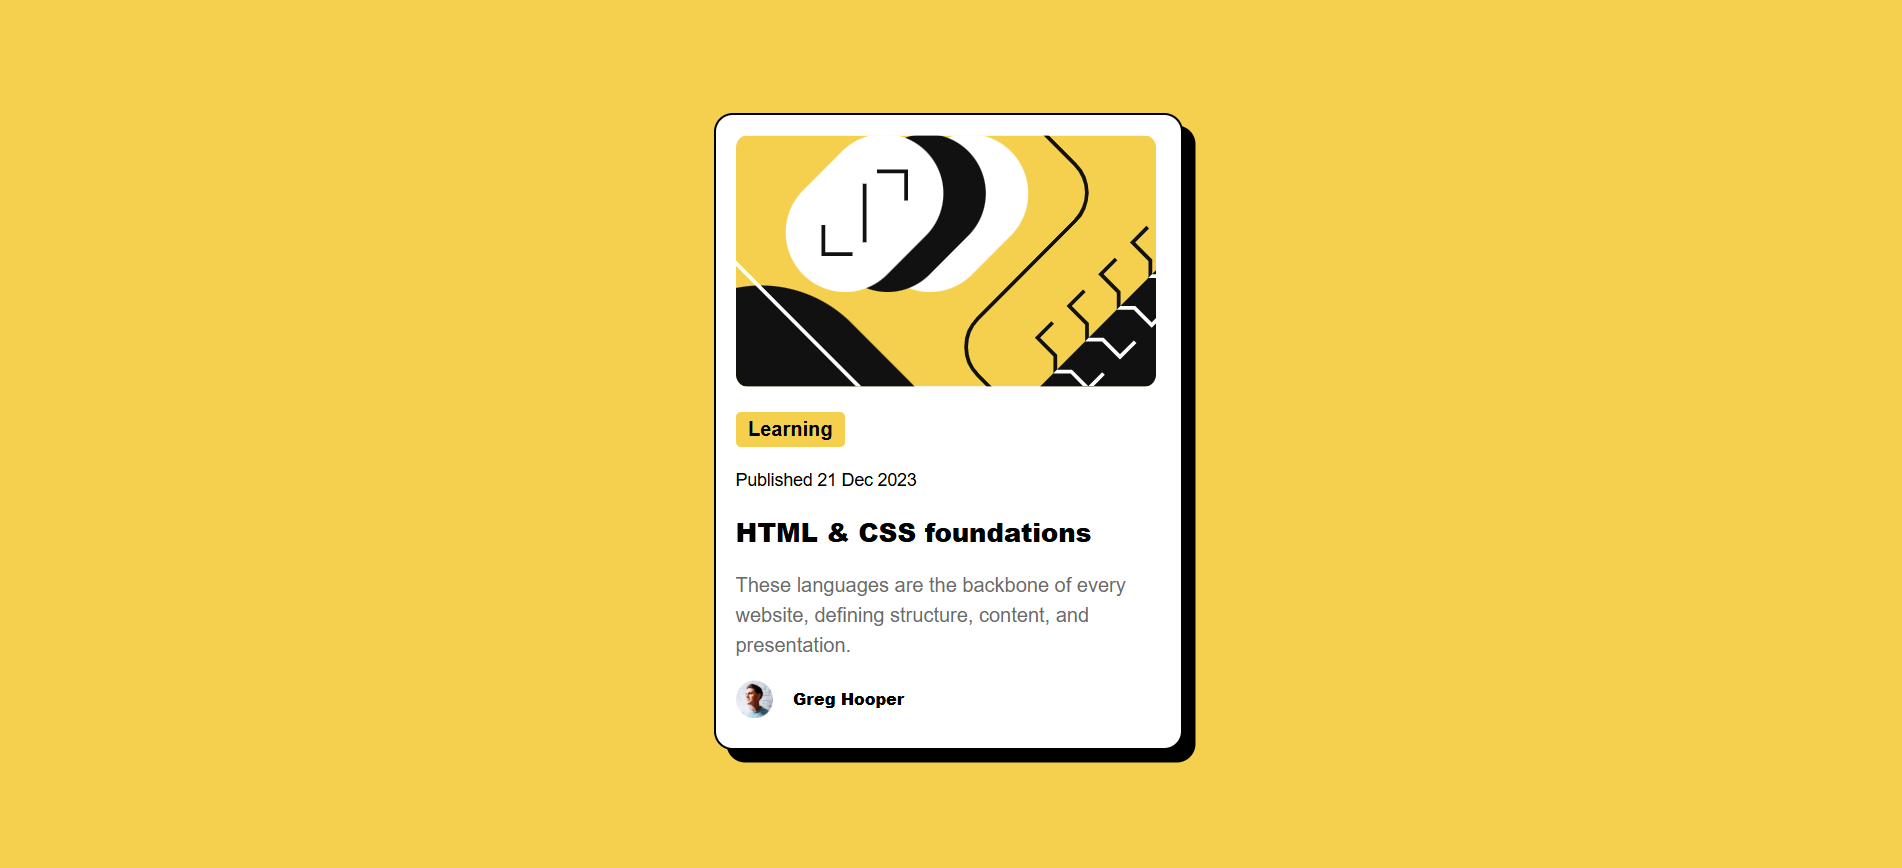 Learning
Published 21 Dec 2023
HTML & CSS foundations
These languages are the backbone of every
website, defining structure, content, and
presentation.
Greg Hooper